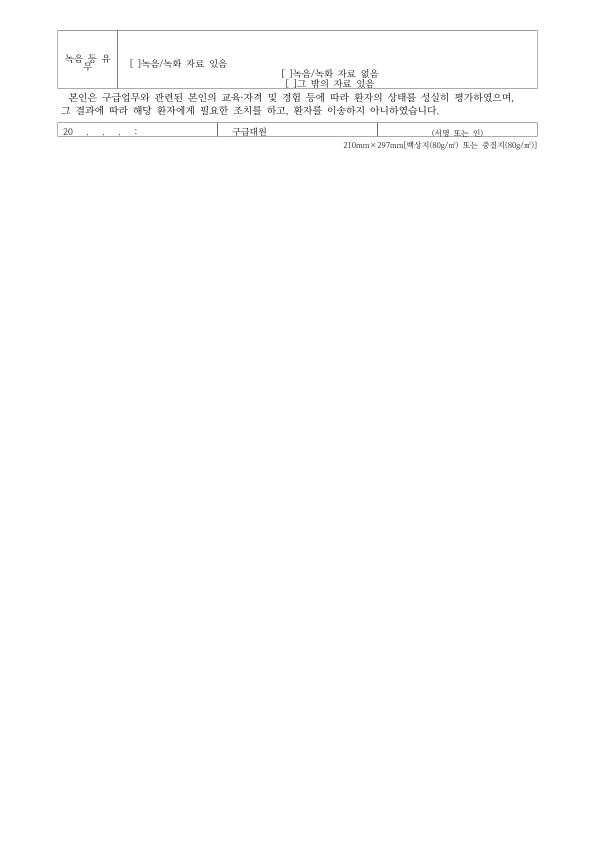 녹음 등 유
무
[ ]녹음/녹화 자료 있음
[ ]녹음/녹화 자료 없음
[ ]그 밖의 자료 있음
본인은 구급업무와 관련된 본인의 교육·자격 및 경험 등에 따라 환자의 상태를 성실히 평가하였으며,
그 결과에 따라 해당 환자에게 필요한 조치를 하고, 환자를 이송하지 아니하였습니다.
20 . . . : 구급대원 (서명 또는 인)
210mm×297mm[백상지(80g/㎡) 또는 중질지(80g/㎡)]